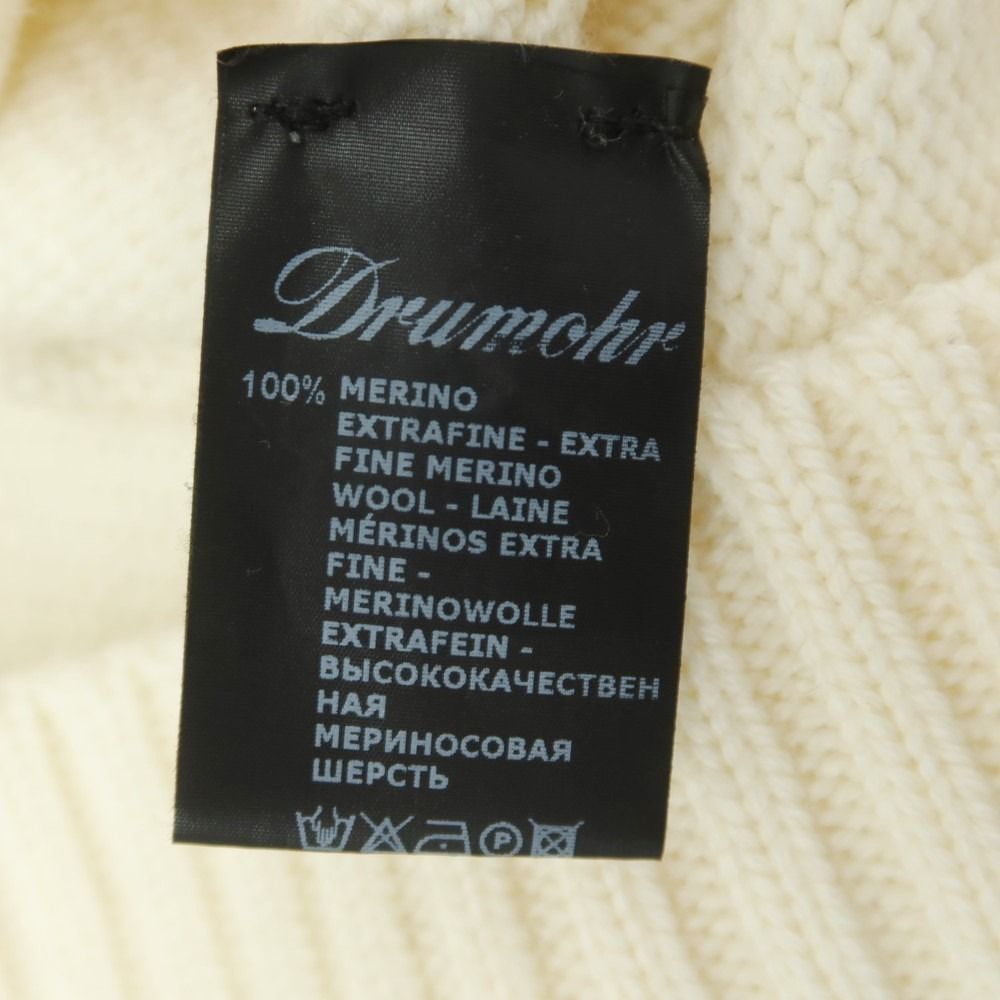 Drumohr
100% MERINO
EXTRAFINE - EXTRA
FINE MERINO
WOOL - LAINE
MÉRINOS EXTRA
FINE -
MERINOWOLLE
EXTRAFEIN -
ВЫСОКОКАЧЕСТВЕН
НАЯ
МЕРИНОСОВАЯ
ШЕРСТЬ
P